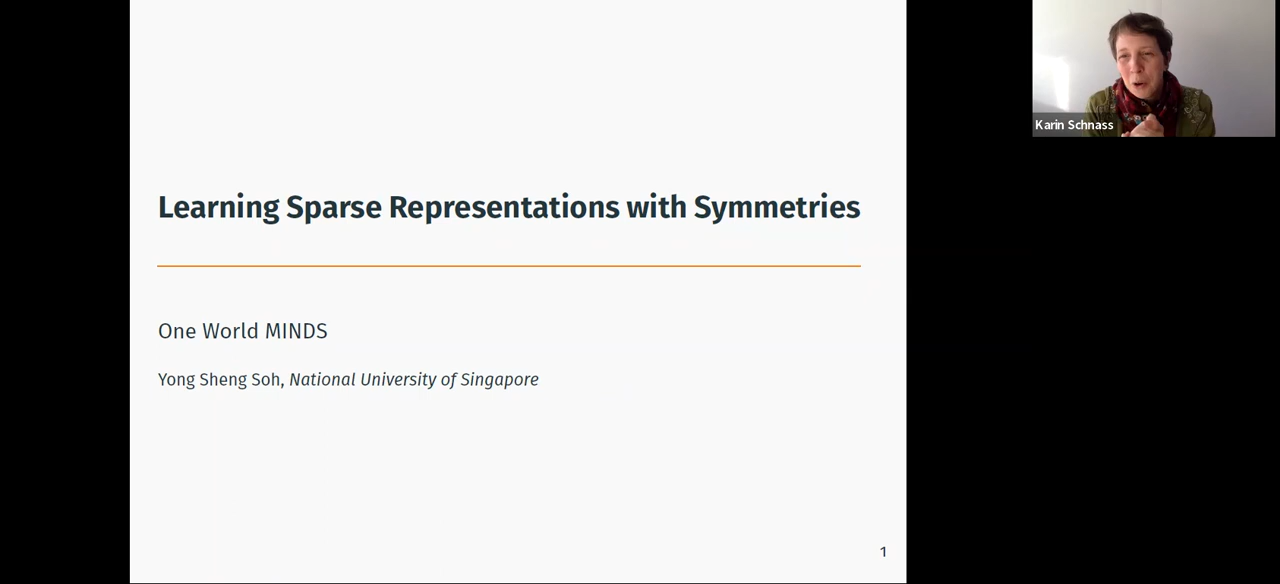 Karin Schnass
Learning Sparse Representations with Symmetries
One World MINDS
Yong Sheng Soh, National University of Singapore
1